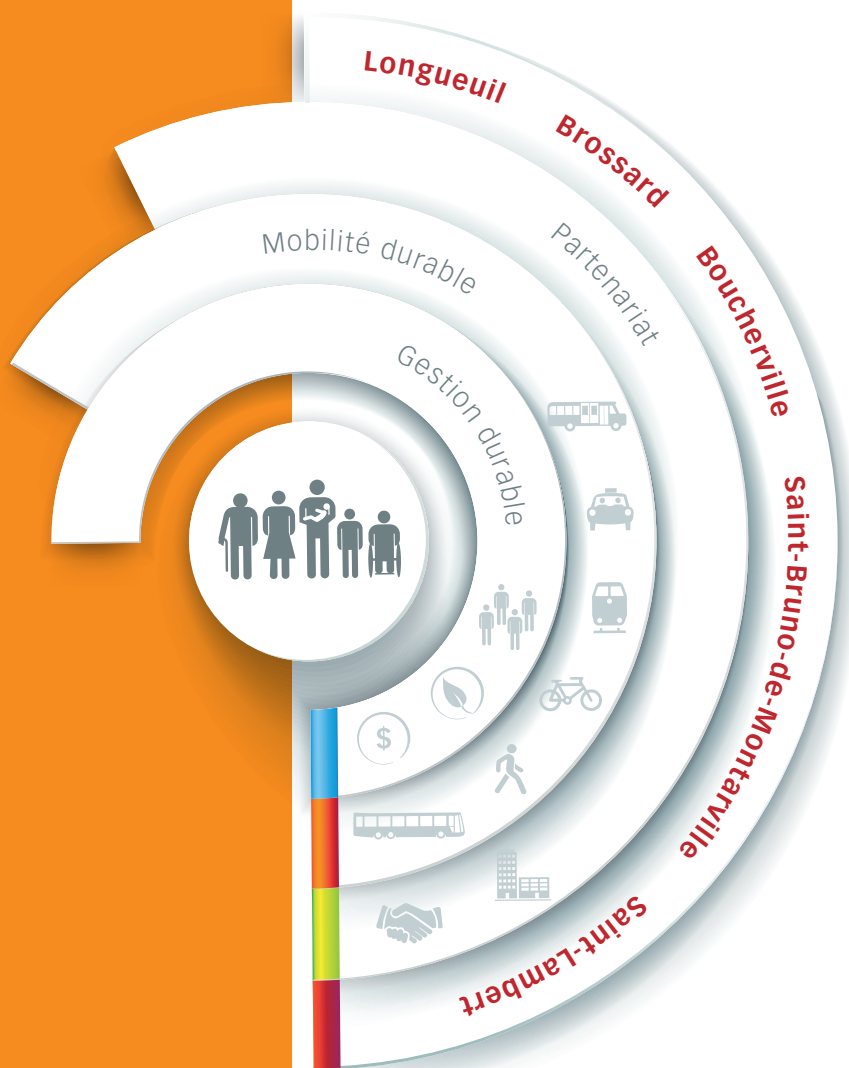 Longueuil
Brossard
Boucherville
Saint-Bruno-de-Montarville
Saint-Lambert
Partenariat
Mobilité durable
Gestion durable
$